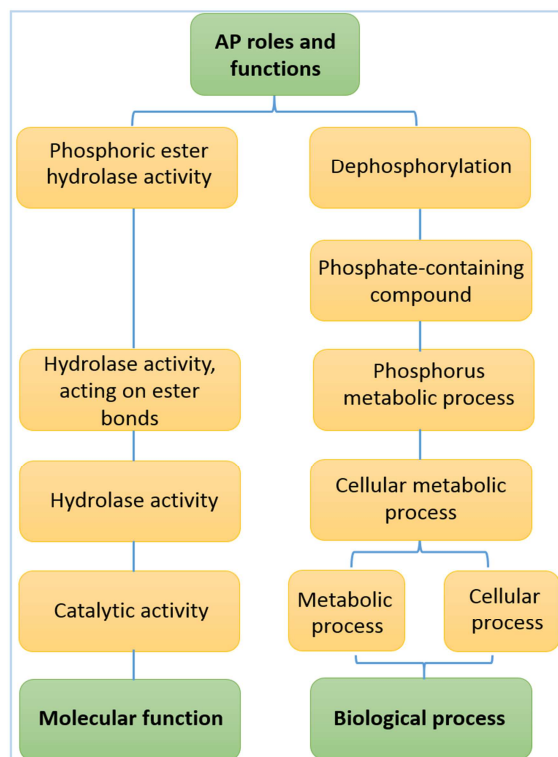 AP roles and
functions
Phosphoric ester
hydrolase activity
Dephosphorylation
Phosphate-containing
compound
Hydrolase activity,
acting on ester
bonds
Phosphorus
metabolic process
Hydrolase activity
Cellular metabolic
process
Catalytic activity
Metabolic
process
Cellular
process
Molecular function
Biological process